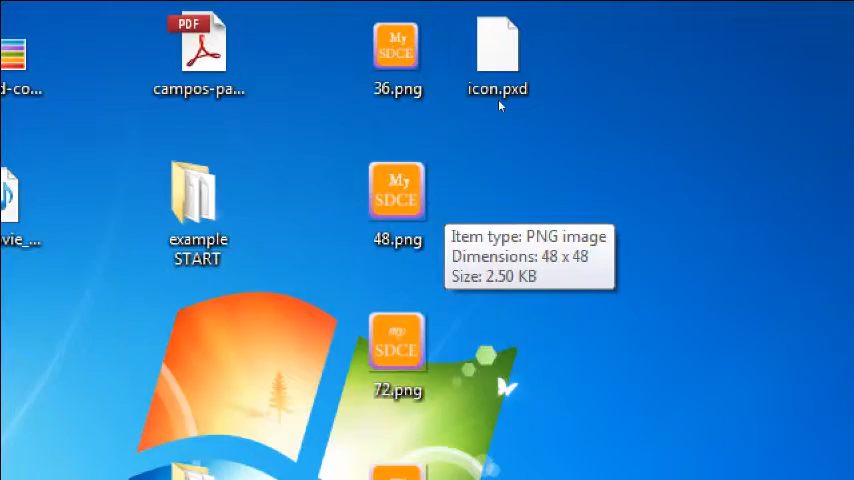 PDF
My
SDCE
d-co...
campos-pa...
36.png
icon.pxd
My
SDCE
Item type: PNG image
Dimensions: 48 x 48
Size: 2.50 KB
vie_...
example
START
48.png
my
SDCE
72.png